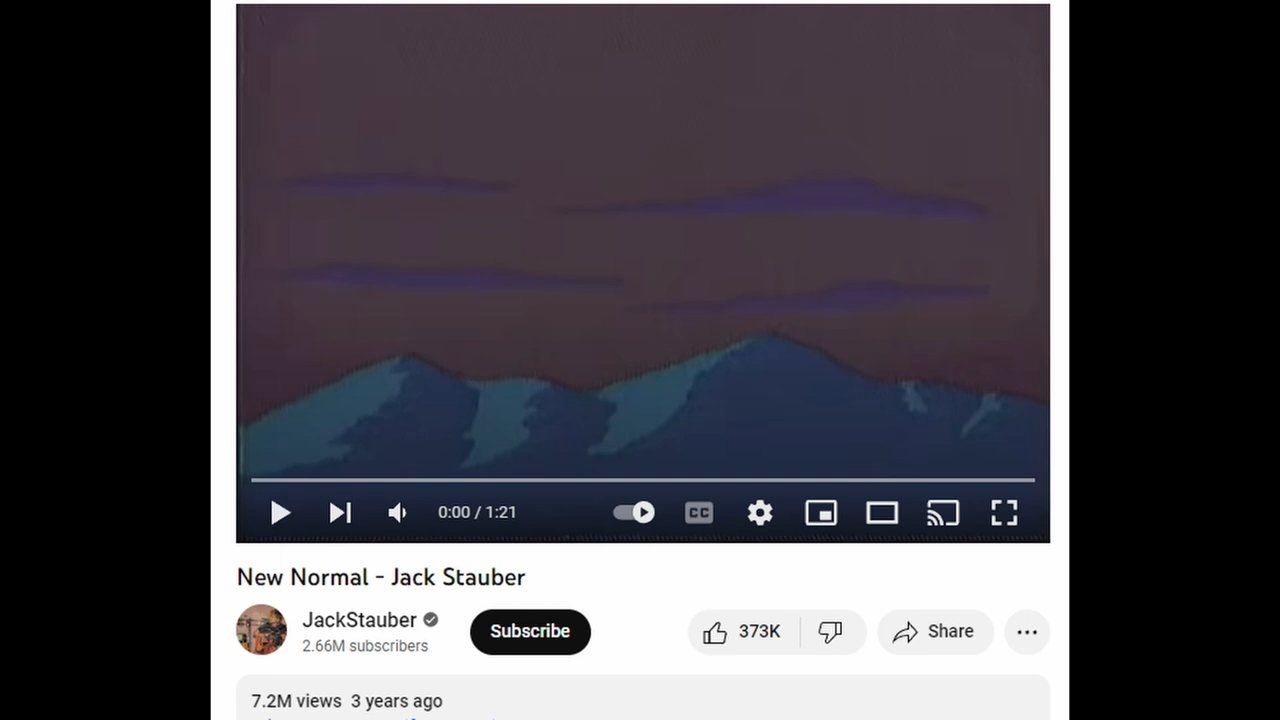 0:00 / 1:21
CC
New Normal - Jack Stauber
JackStauber
2.66M subscribers
Subscribe
373K
Share
7.2M views 3 years ago